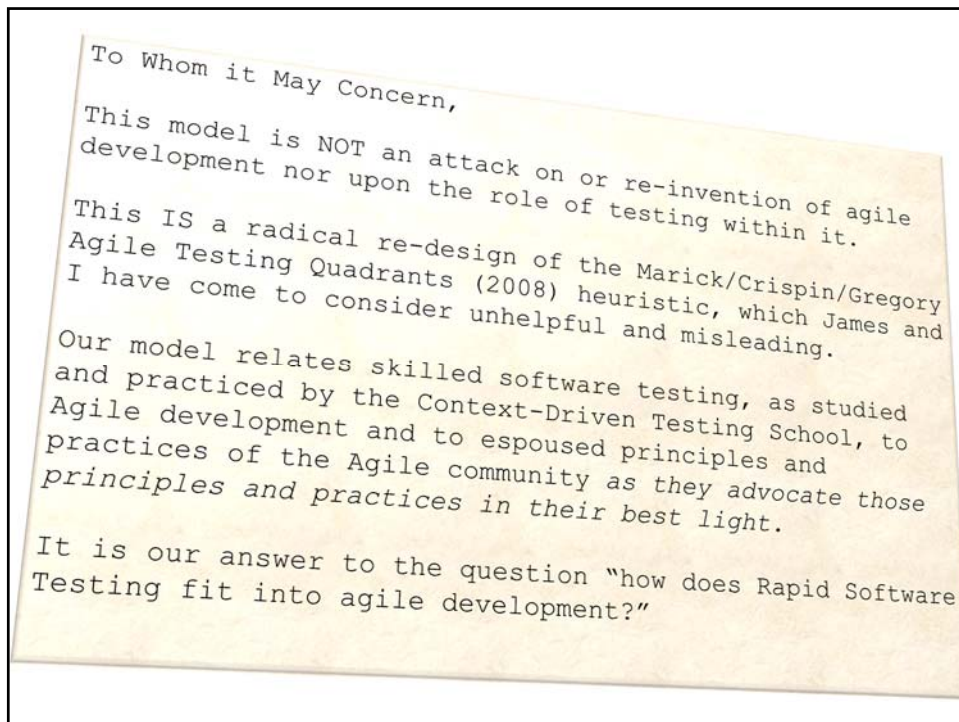 To Whom it May Concern,
This model is NOT an attack on or re-invention of agile
development nor upon the role of testing within it.
This IS a radical re-design of the Marick/Crispin/Gregory
Agile Testing Quadrants (2008) heuristic, which James and
I have come to consider unhelpful and misleading.
Our model relates skilled software testing, as studied
and practiced by the Context-Driven Testing School, to
Agile development and to espoused principles and
practices of the Agile community as they advocate those
principles and practices in their best light.
It is our answer to the question “how does Rapid Software
Testing fit into agile development?”